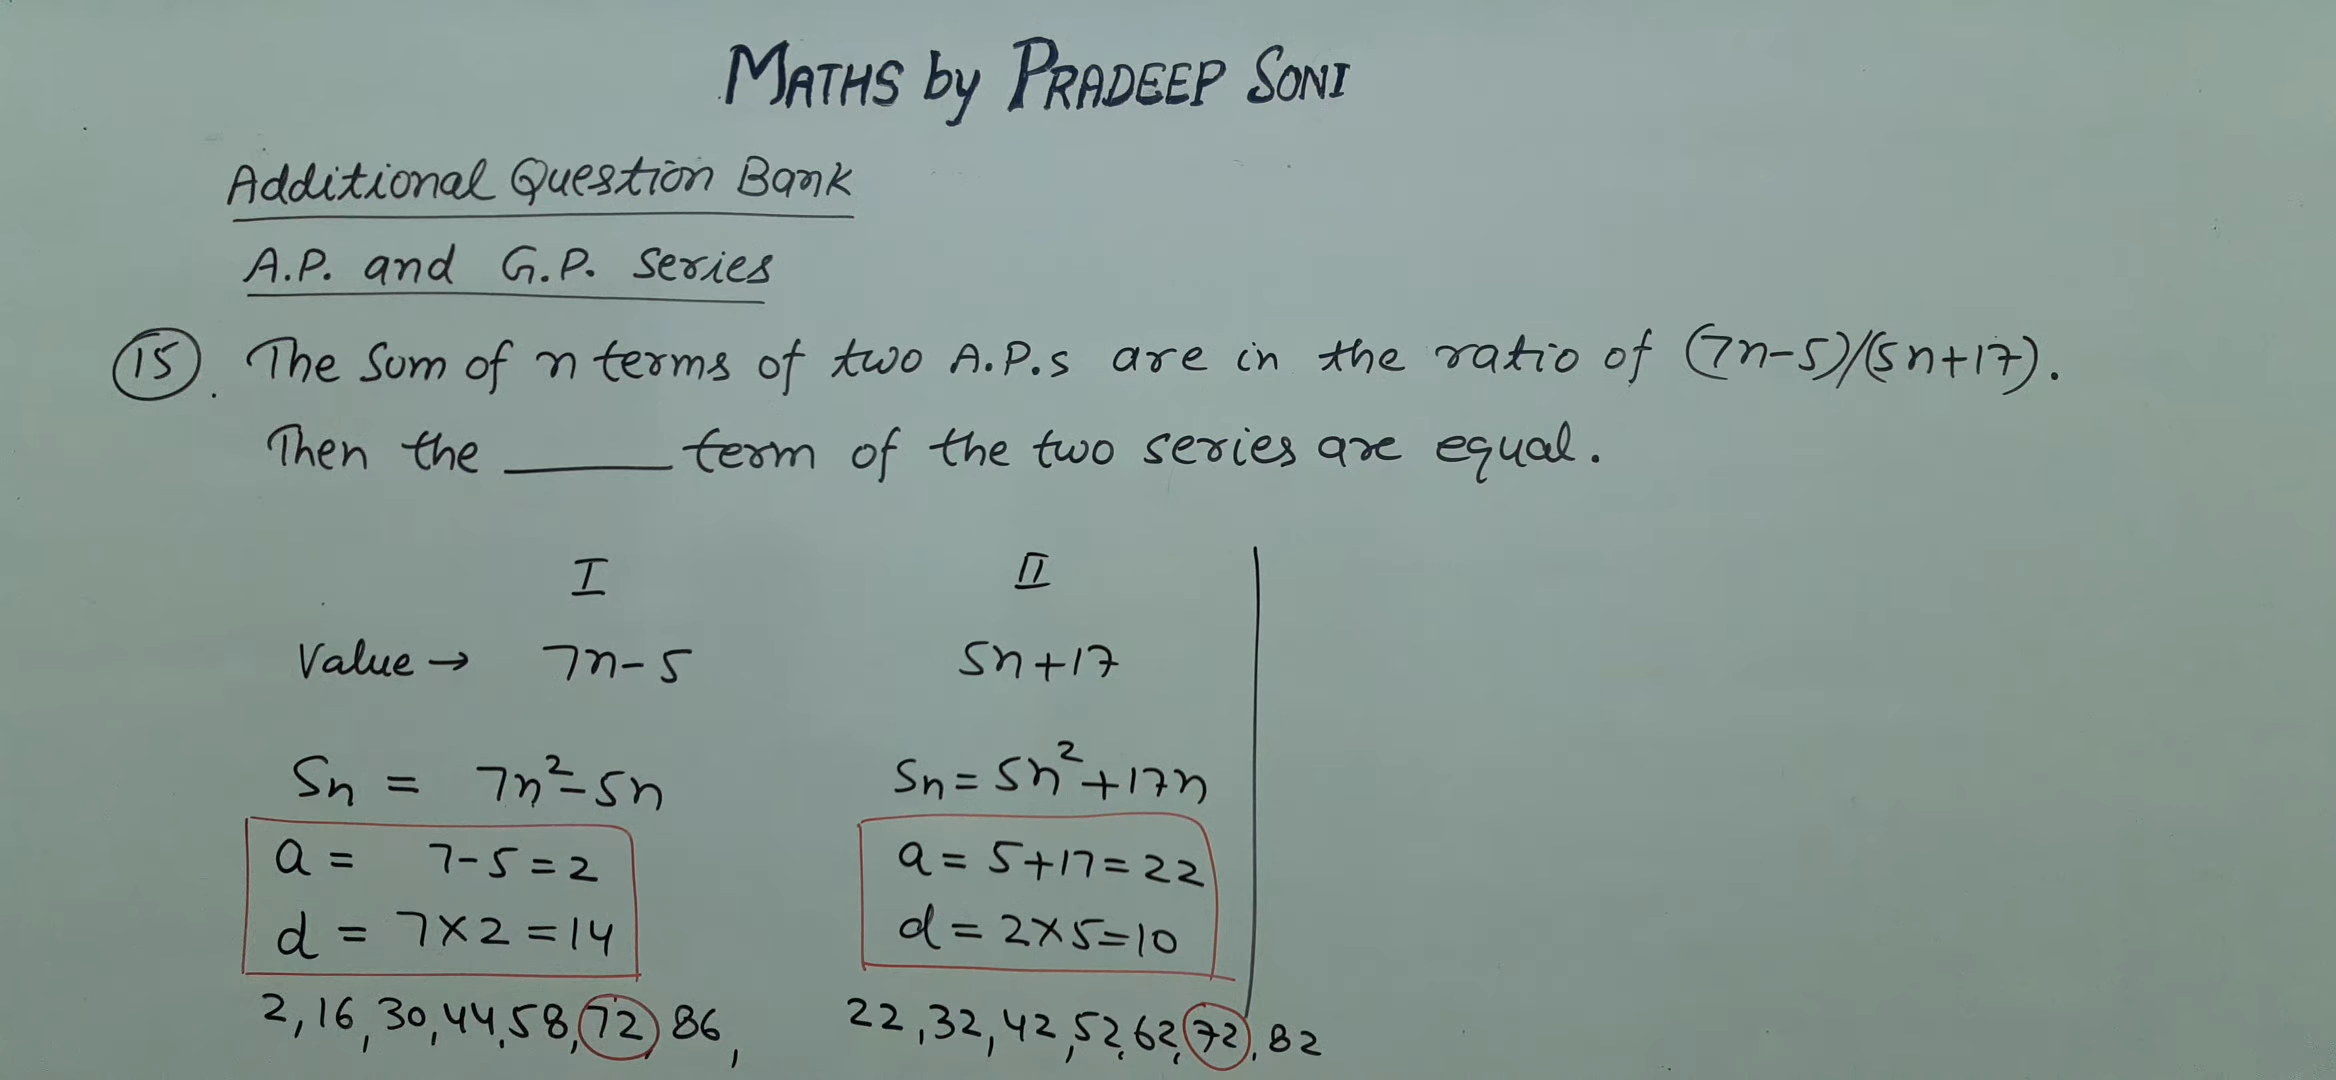 MATHS by PRADEEP SONI
Additional Question Bank
A.P. and G.P. Series
15. The Sum of n terms of two A.P.s are in the ratio of (7n-5)/(5n+17).
Then the ______ term of the two series are equal.
I II
Value → 7n-5 5n+17
Sn = 7n²-5n Sn = 5n²+17n
a = 7-5=2 a = 5+17=22
d = 7×2=14 d = 2×5=10
2, 16, 30, 44, 58, 72, 86, 22, 32, 42, 52, 62, 72, 82